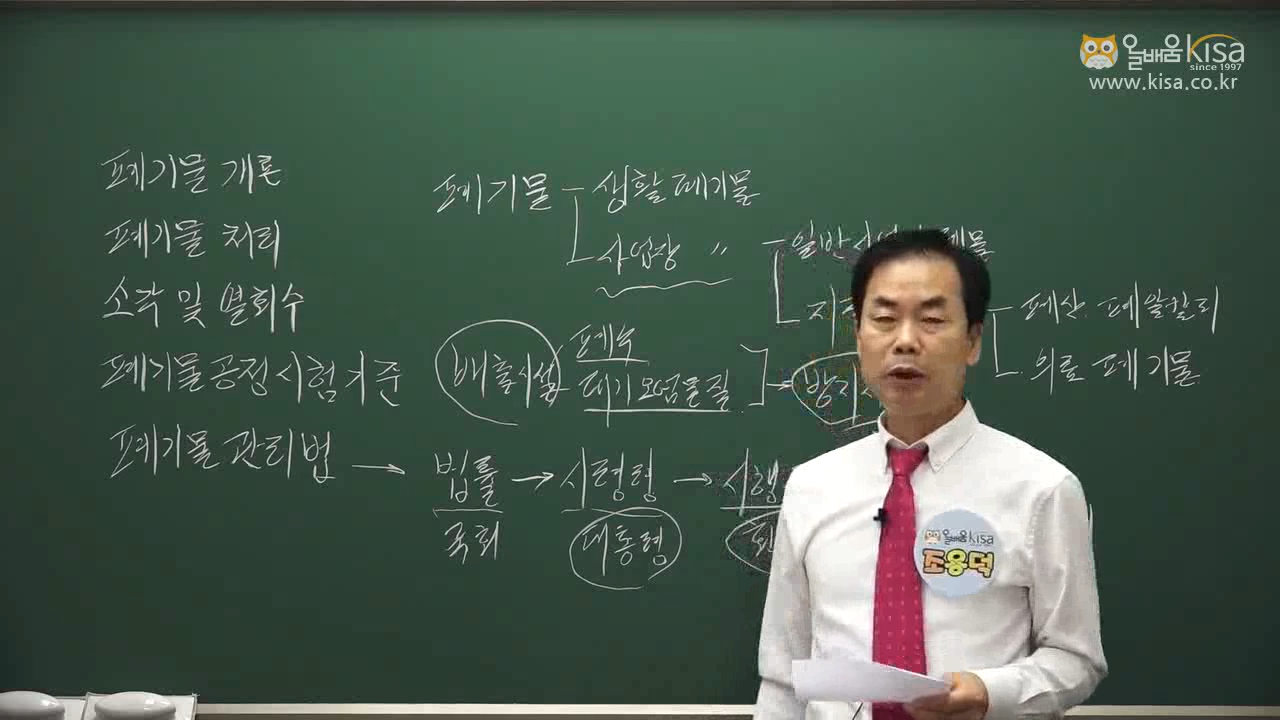 올배움kisa
since 1997
www.kisa.co.kr
폐기물 개론
폐기물 처리
소각 및 열회수
폐기물공정시험기준
폐기물관리법 →
폐기물 생활폐기물
사업장 〃
일반
폐산. 폐알칼리
의료 폐기물
배출시설 폐수
대기오염물질 →
법률 → 시령령 →
국회 대통령
올배움kisa
조용덕